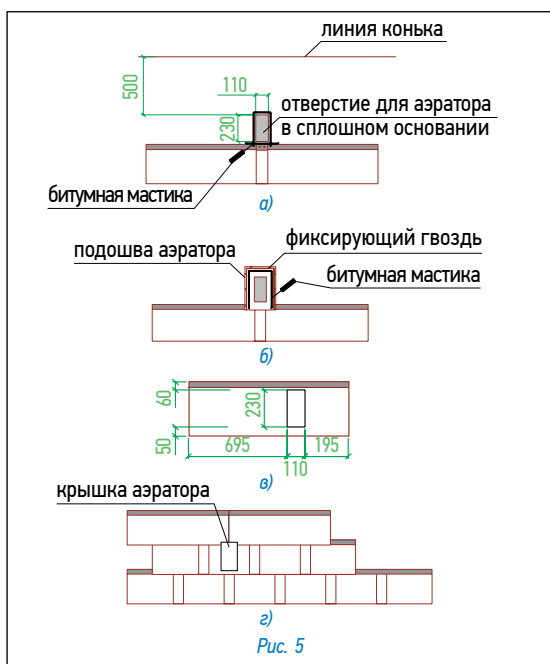 линия конька
500
110
230
отверстие для аэратора
в сплошном основании
битумная мастика
а)
подошва аэратора
фиксирующий гвоздь
битумная мастика
б)
60
50
230
695
110
195
в)
крышка аэратора
г)
Рис. 5